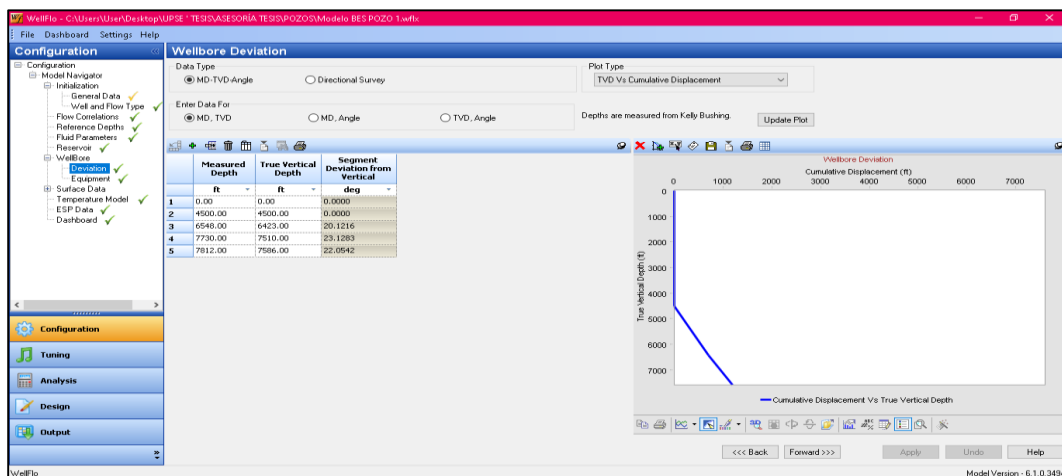 WellFlo - C:\Users\User\Desktop\UPSE ' TESIS\ASESORÍA TESIS\POZOS\Modelo BES POZO 1.wflx
File Dashboard Settings Help
Configuration
Configuration
Model Navigator
Initialization
General Data
Well and Flow Type
Flow Correlations
Reference Depths
Fluid Parameters
Reservoir
WellBore
Deviation
Equipment
Surface Data
Temperature Model
ESP Data
Dashboard
Configuration
Tuning
Analysis
Design
Output
Wellbore Deviation
Data Type
MD-TVD-Angle Directional Survey
Plot Type
TVD Vs Cumulative Displacement
Enter Data For
MD, TVD MD, Angle TVD, Angle
Depths are measured from Kelly Bushing. Update Plot
Measured Depth True Vertical Depth Segment Deviation from Vertical
ft ft deg
1 0.00 0.00 0.0000
2 4500.00 4500.00 0.0000
3 6548.00 6423.00 20.1216
4 7730.00 7510.00 23.1283
5 7812.00 7586.00 22.0542
Wellbore Deviation
Cumulative Displacement (ft)
0 1000 2000 3000 4000 5000 6000 7000
True Vertical Depth (ft)
0
1000
2000
3000
4000
5000
6000
7000
Cumulative Displacement Vs True Vertical Depth
<<< Back Forward >>> Apply Undo Help
WellFlo Model Version - 6.1.0.349